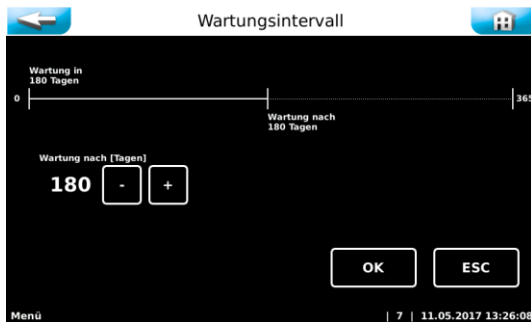 Wartungsintervall
Wartung in
180 Tagen
0
365
Wartung nach
180 Tagen
Wartung nach [Tagen]
180 - +
OK ESC
Menü | 7 | 11.05.2017 13:26:08